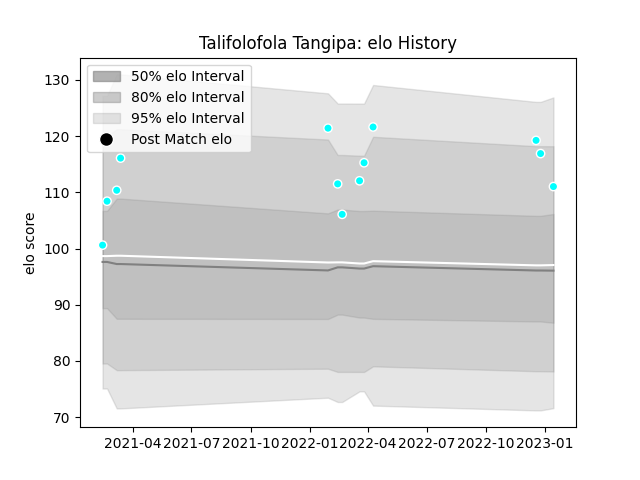 Talifolofola Tangipa: elo History
50% elo Interval
80% elo Interval
95% elo Interval
Post Match elo
elo score
130
120
110
100
90
80
70
2021-04 2021-07 2021-10 2022-01 2022-04 2022-07 2022-10 2023-01